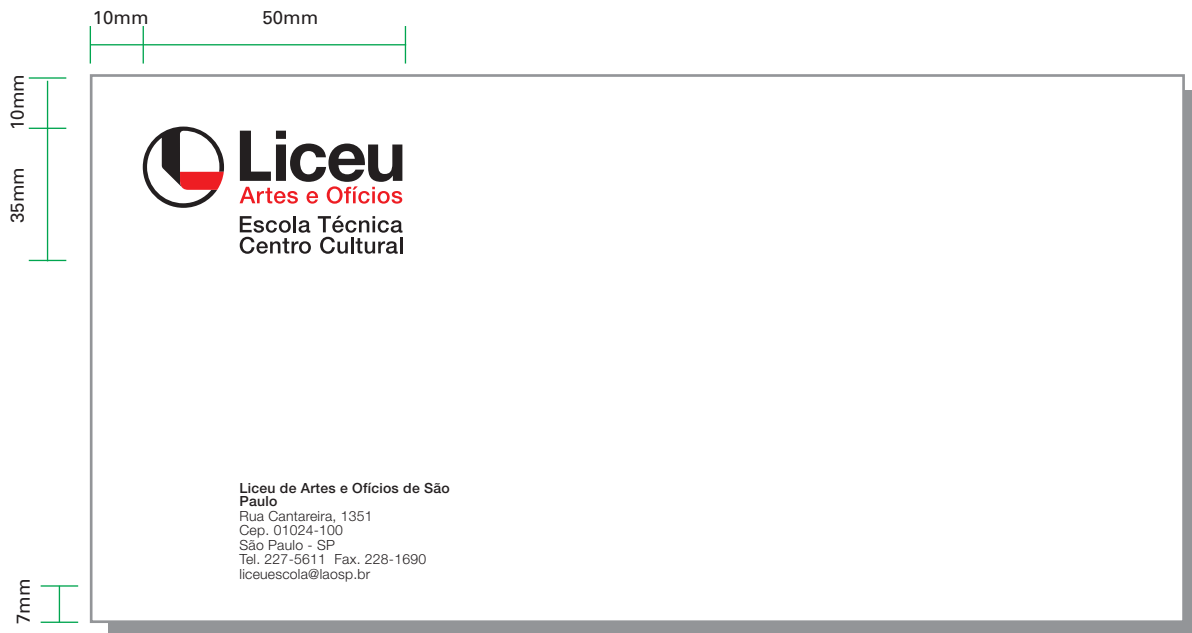 10mm
50mm
10mm
35mm
Liceu
Artes e Ofícios
Escola Técnica
Centro Cultural
Liceu de Artes e Ofícios de São
Paulo
Rua Cantareira, 1351
Cep. 01024-100
São Paulo - SP
Tel. 227-5611  Fax. 228-1690
liceuescola@laosp.br
7mm